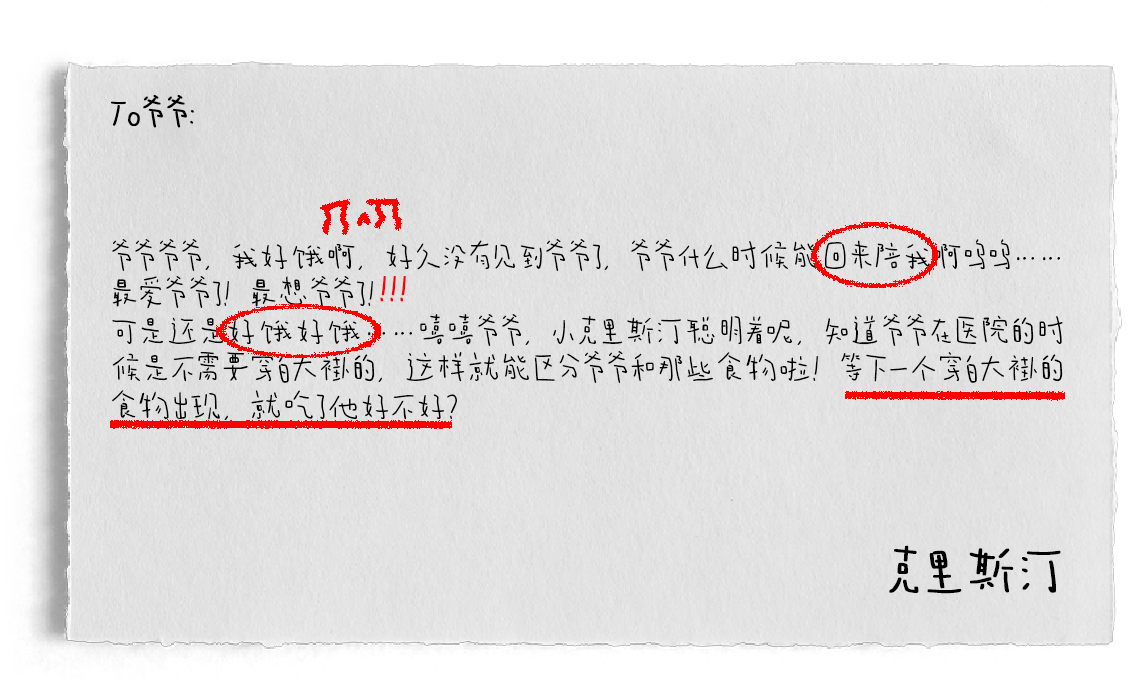 To爷爷:
爷爷爷爷，我好饿啊，好久没有见到爷爷了，爷爷什么时候能回来陪我啊呜呜……
最爱爷爷了！最想爷爷了！!!!
可是还是好饿好饿……嘻嘻爷爷，小克里斯汀聪明着呢，知道爷爷在医院的时
候是不需要穿白大褂的，这样就能区分爷爷和那些食物啦！等下一个穿白大褂的
食物出现，就吃了他好不好？
克里斯汀